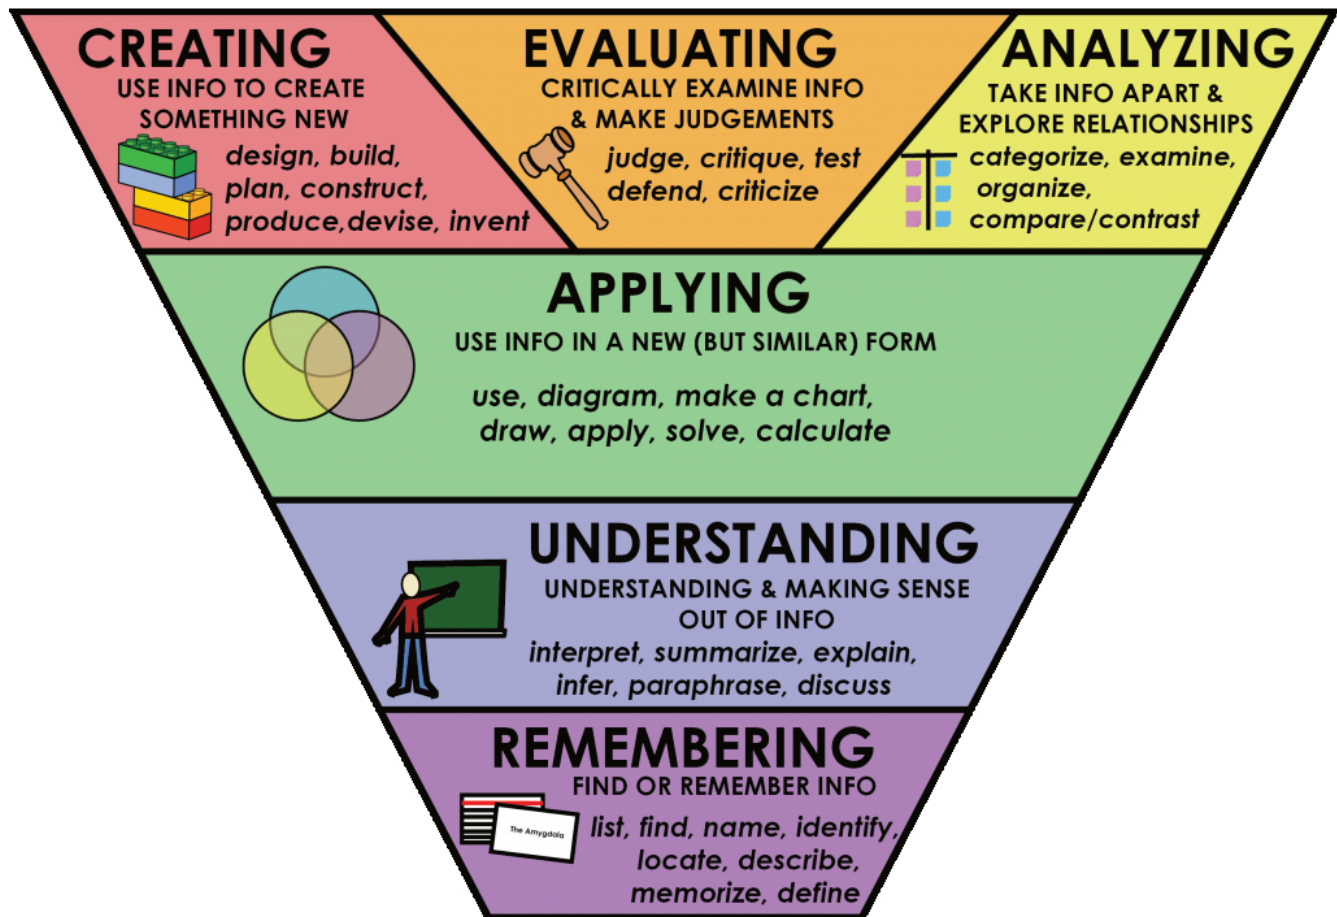 CREATING
USE INFO TO CREATE
SOMETHING NEW
design, build,
plan, construct,
produce,devise, invent
EVALUATING
CRITICALLY EXAMINE INFO
& MAKE JUDGEMENTS
judge, critique, test
defend, criticize
ANALYZING
TAKE INFO APART &
EXPLORE RELATIONSHIPS
categorize, examine,
organize,
compare/contrast
APPLYING
USE INFO IN A NEW (BUT SIMILAR) FORM
use, diagram, make a chart,
draw, apply, solve, calculate
UNDERSTANDING
UNDERSTANDING & MAKING SENSE
OUT OF INFO
interpret, summarize, explain,
infer, paraphrase, discuss
REMEMBERING
FIND OR REMEMBER INFO
The Amygdala
list, find, name, identify,
locate, describe,
memorize, define